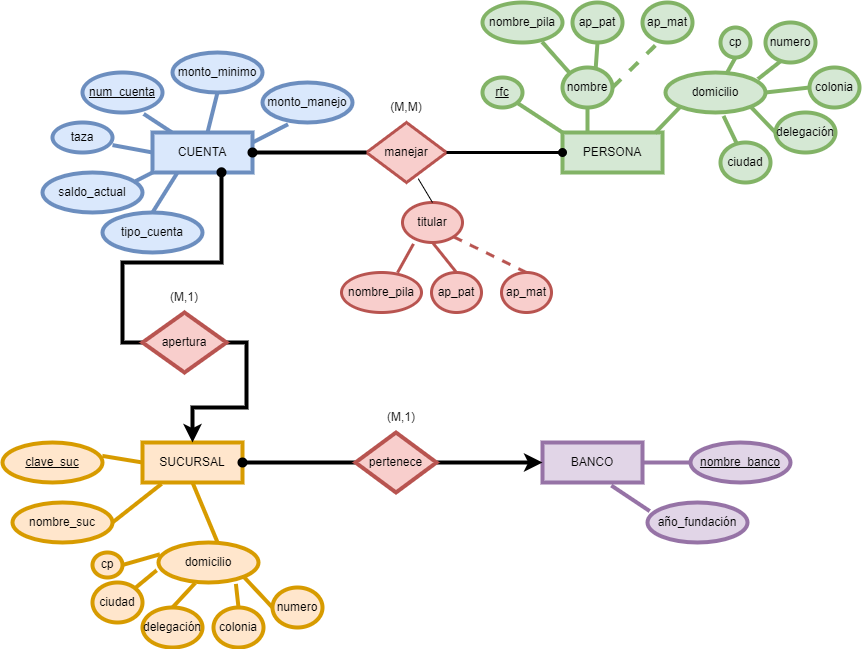 nombre_pila
ap_pat
ap_mat
cp
numero
colonia
delegación
ciudad
domicilio
nombre
rfc
PERSONA
monto_minimo
num_cuenta
monto_manejo
taza
CUENTA
saldo_actual
tipo_cuenta
(M,M)
manejar
titular
nombre_pila
ap_pat
ap_mat
(M,1)
apertura
(M,1)
clave_suc
SUCURSAL
pertenece
BANCO
nombre_banco
nombre_suc
año_fundación
domicilio
cp
ciudad
delegación
colonia
numero